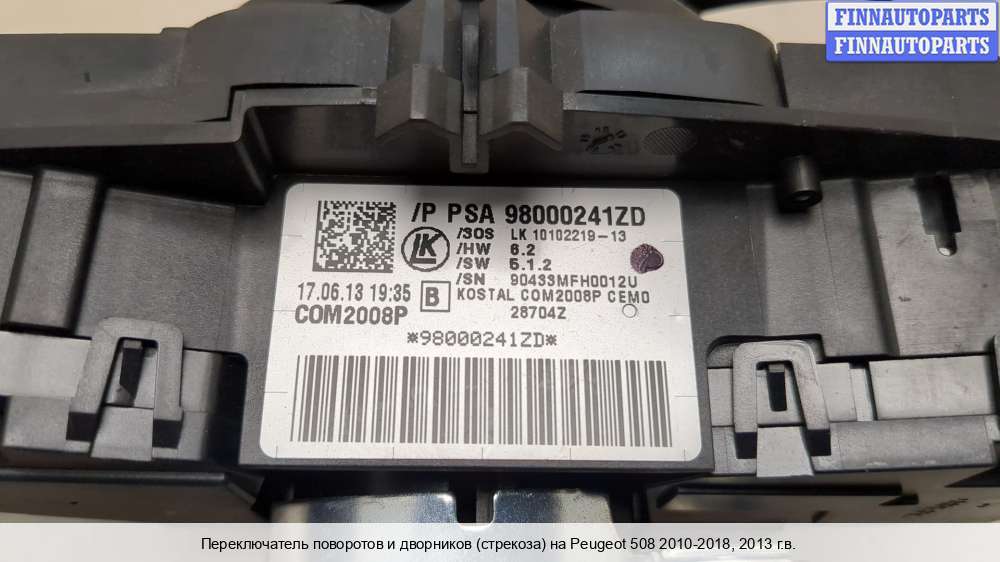 FINNAUTOPARTS
FINNAUTOPARTS
/P PSA 98000241ZD
/SOS LK 10102219-13
/HW 6.2
/SW 5.1.2
/SN 90433MFH0012U
17.06.13 19:35 B KOSTAL COM2008P CEM0
COM2008P 28704Z
*98000241ZD*
Переключатель поворотов и дворников (стрекоза) на Peugeot 508 2010-2018, 2013 г.в.